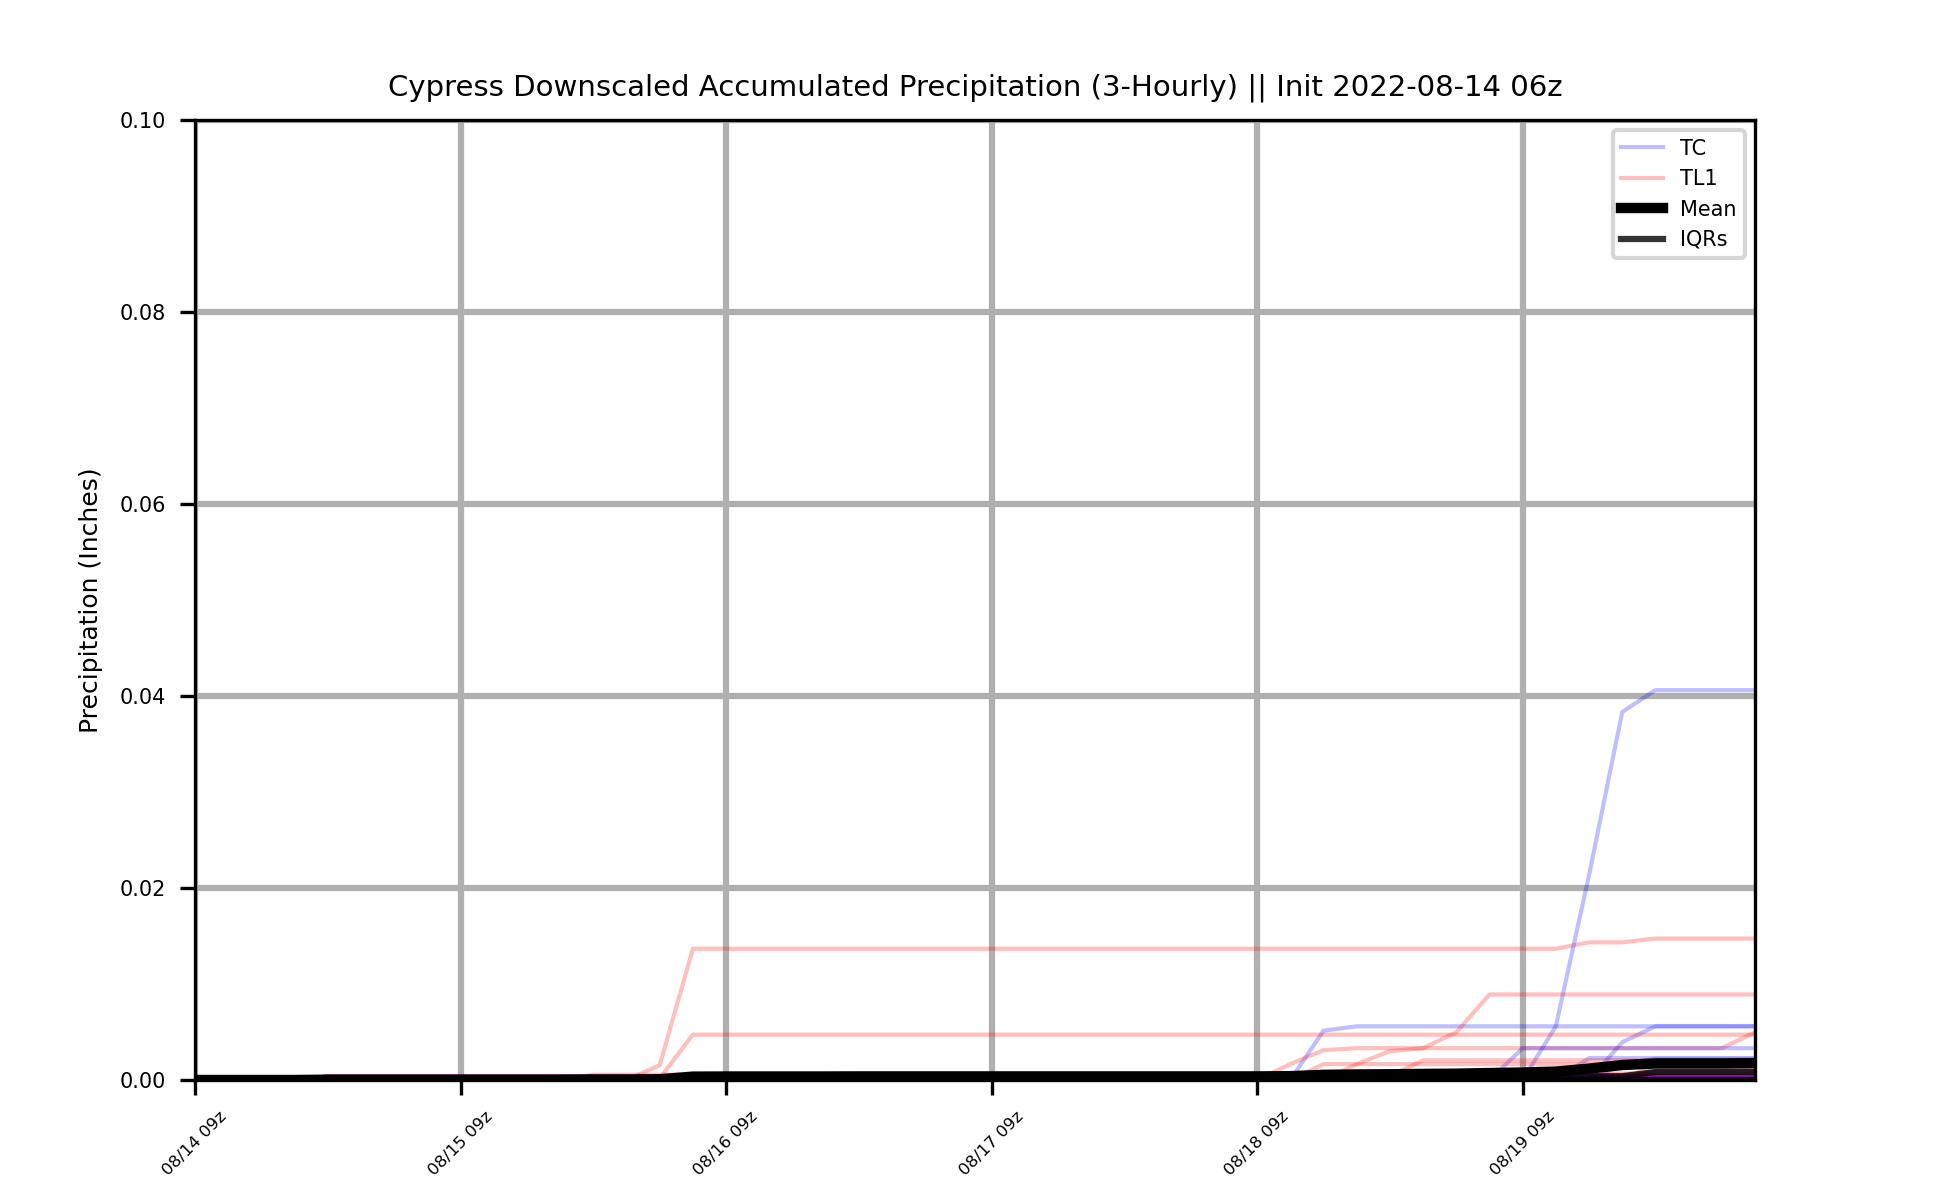 Cypress Downscaled Accumulated Precipitation (3-Hourly) || Init 2022-08-14 06z
0.10
0.08
0.06
0.04
0.02
0.00
Precipitation (Inches)
TC
TL1
Mean
IQRs
08/14 09z
08/15 09z
08/16 09z
08/17 09z
08/18 09z
08/19 09z